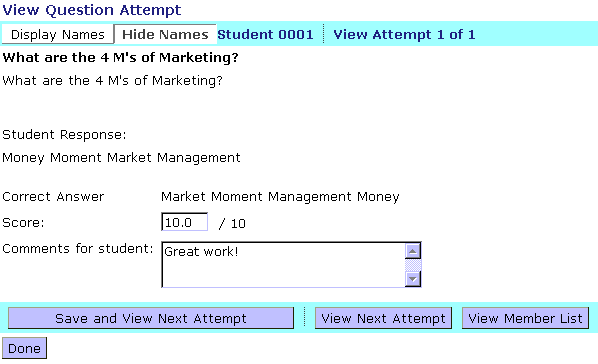 View Question Attempt
Display Names Hide Names Student 0001 View Attempt 1 of 1
What are the 4 M's of Marketing?
What are the 4 M's of Marketing?
Student Response:
Money Moment Market Management
Correct Answer Market Moment Management Money
Score: 10.0 / 10
Comments for student: Great work!
Save and View Next Attempt View Next Attempt View Member List
Done